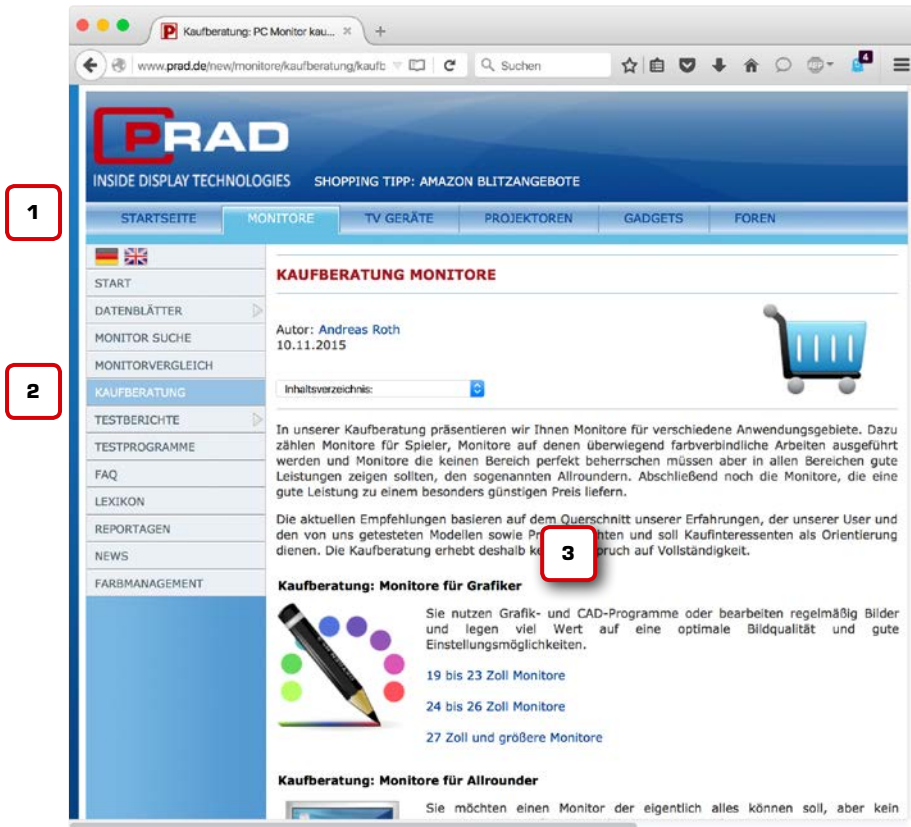 Kaufberatung: PC Monitor kau...
www.prad.de/new/monitore/kaufberatung/kaufb
Suchen
4
PRAD
INSIDE DISPLAY TECHNOLOGIES SHOPPING TIPP: AMAZON BLITZANGEBOTE
1
STARTSEITE MONITORE TV GERÄTE PROJEKTOREN GADGETS FOREN
START
DATENBLÄTTER
MONITOR SUCHE
MONITORVERGLEICH
2
KAUFBERATUNG
TESTBERICHTE
TESTPROGRAMME
FAQ
LEXIKON
REPORTAGEN
NEWS
FARBMANAGEMENT
KAUFBERATUNG MONITORE
Autor: Andreas Roth
10.11.2015
Inhaltsverzeichnis:
In unserer Kaufberatung präsentieren wir Ihnen Monitore für verschiedene Anwendungsgebiete. Dazu
zählen Monitore für Spieler, Monitore auf denen überwiegend farbverbindliche Arbeiten ausgeführt
werden und Monitore die keinen Bereich perfekt beherrschen müssen aber in allen Bereichen gute
Leistungen zeigen sollten, den sogenannten Allroundern. Abschließend noch die Monitore, die eine
gute Leistung zu einem besonders günstigen Preis liefern.
Die aktuellen Empfehlungen basieren auf dem Querschnitt unserer Erfahrungen, der unserer User und
den von uns getesteten Modellen sowie und soll Kaufinteressenten als Orientierung
dienen. Die Kaufberatung erhebt deshalb auf Vollständigkeit.
3
Kaufberatung: Monitore für Grafiker
Sie nutzen Grafik- und CAD-Programme oder bearbeiten regelmäßig Bilder
und legen viel Wert auf eine optimale Bildqualität und gute
Einstellungsmöglichkeiten.
19 bis 23 Zoll Monitore
24 bis 26 Zoll Monitore
27 Zoll und größere Monitore
Kaufberatung: Monitore für Allrounder
Sie möchten einen Monitor der eigentlich alles können soll, aber kein